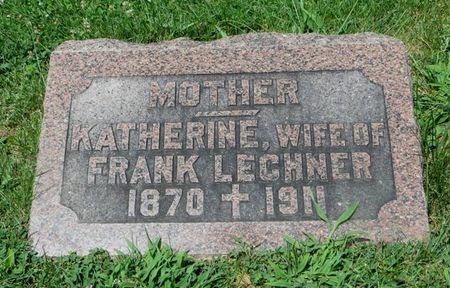 MOTHER
KATHERINE, WIFE OF
FRANK LECHNER
1870 ✝ 1911